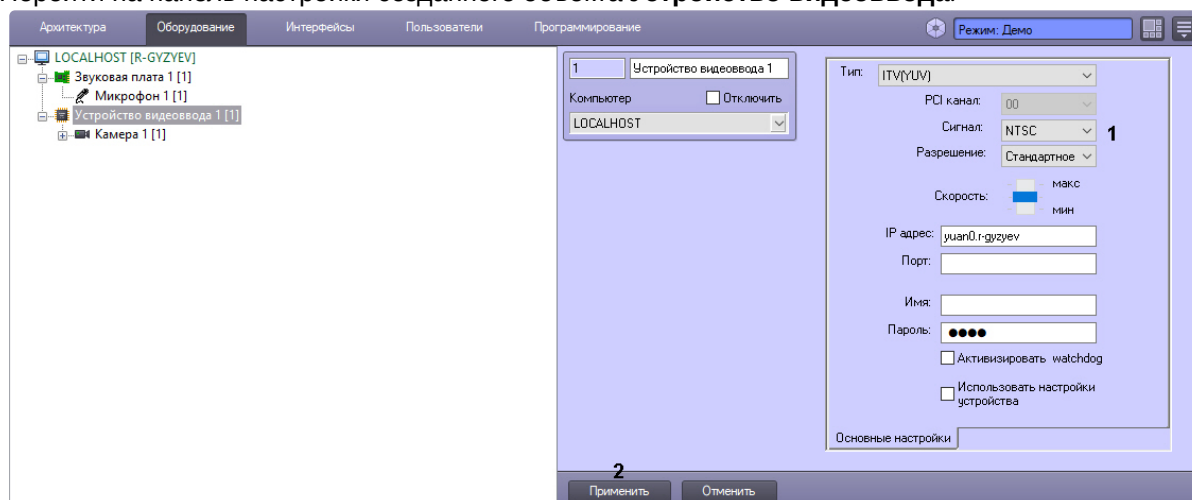 Перейти на панель настройки созданного объекта Устройство видеоввода.
Архитектура Оборудование Интерфейсы Пользователи Программирование Режим: Демо
LOCALHOST [R-GYZYEV]
Звуковая плата 1 [1]
Микрофон 1 [1]
Устройство видеоввода 1 [1]
Камера 1 [1]
1 Устройство видеоввода 1
Компьютер Отключить
LOCALHOST
Тип: ITV(YUV)
PCI канал: 00
Сигнал: NTSC 1
Разрешение: Стандартное
макс
Скорость:
мин
IP адрес: yuan0.r-gyzyev
Порт:
Имя:
Пароль: ●●●●
Активизировать watchdog
Использовать настройки
устройства
Основные настройки
2
Применить Отменить